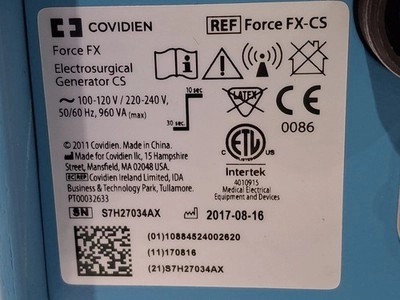 COVIDIEN
REF Force FX-CS
Force FX
Electrosurgical
Generator CS
100-120 V / 220-240 V,
50/60 Hz, 960 VA (max)
10 sec
30 sec.
LATEX
0086
C ETL US
Intertek
4010915
Medical Electrical
Equipment and Devices
© 2011 Covidien. Made in China.
Made for Covidien llc, 15 Hampshire
Street, Mansfield, MA 02048 USA.
EC REP Covidien Ireland Limited, IDA
Business & Technology Park, Tullamore.
PT00032633
SN S7H27034AX
2017-08-16
(01)10884524002620
(11)170816
(21)S7H27034AX